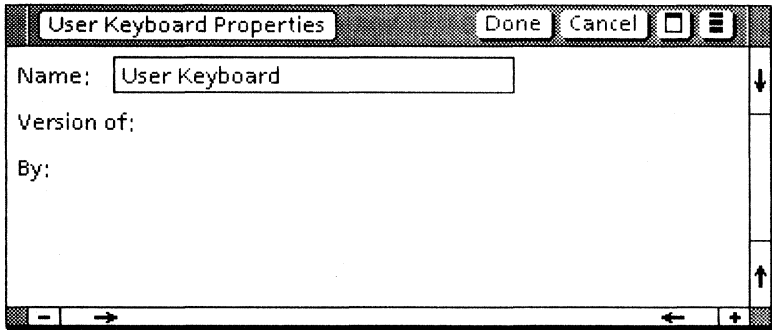 User Keyboard Properties Done Cancel
Name: User Keyboard
Version of:
By: